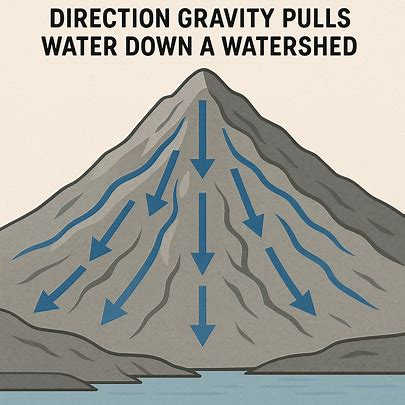 DIRECTION GRAVITY PULLS
WATER DOWN A WATERSHED